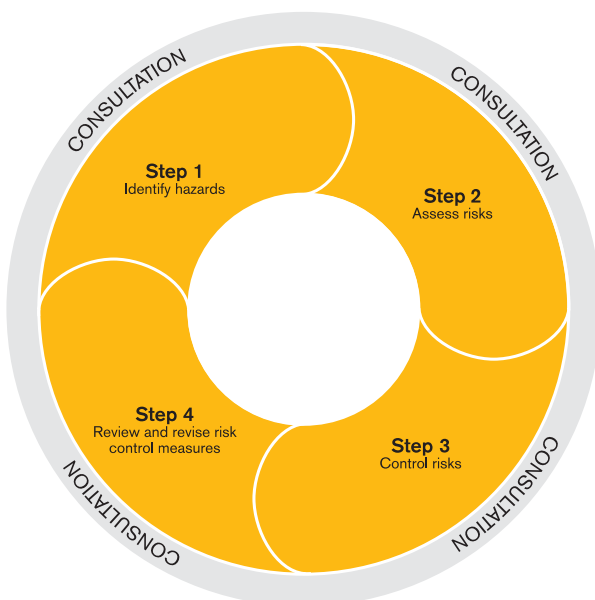 CONSULTATION
CONSULTATION
Step 1
Identify hazards
Step 2
Assess risks
Step 4
Review and revise risk
control measures
Step 3
Control risks
CONSULTATION
CONSULTATION